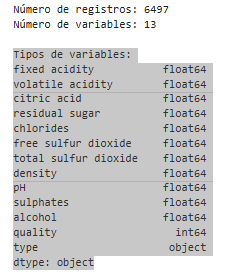 Número de registros: 6497
Número de variables: 13
Tipos de variables:
fixed acidity float64
volatile acidity float64
citric acid float64
residual sugar float64
chlorides float64
free sulfur dioxide float64
total sulfur dioxide float64
density float64
pH float64
sulphates float64
alcohol float64
quality int64
type object
dtype: object